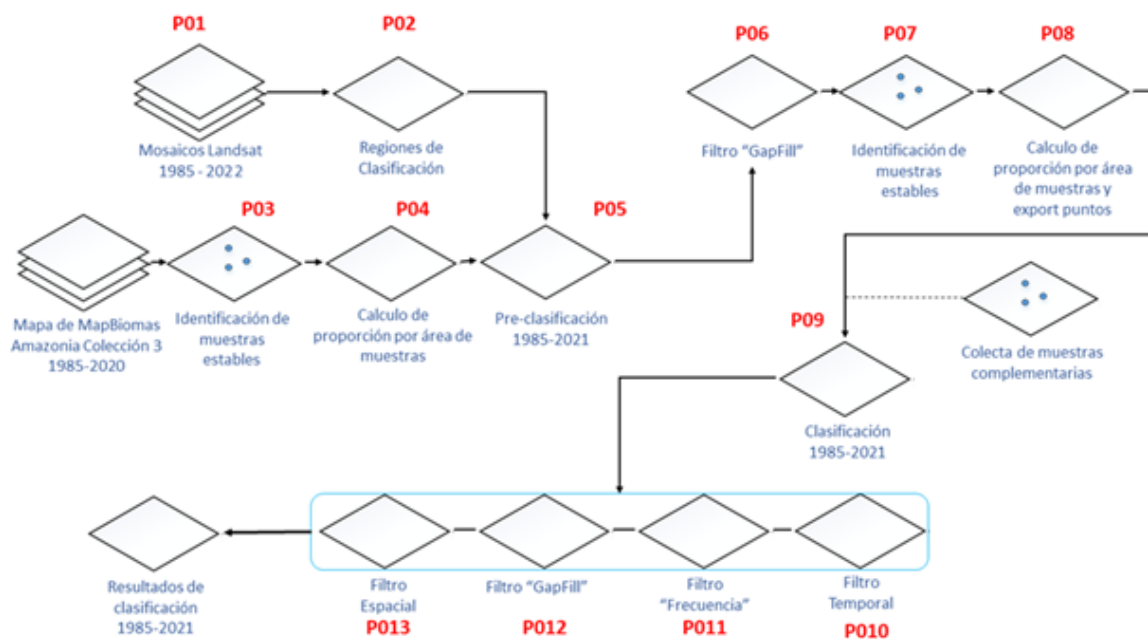 P01
Mosaicos Landsat
1985 - 2022
P02
Regiones de
Clasificación
Mapa de MapBiomas
Amazonia Colección 3
1985-2020
P03
Identificación de
muestras
estables
P04
Calculo de
proporción por área de
muestras
P05
Pre-clasificación
1985-2021
P06
Filtro "GapFill"
P07
Identificación de
muestras
estables
P08
Calculo de
proporción por área
de muestras y
export puntos
P09
Clasificación
1985-2021
Colecta de muestras
complementarias
Resultados de
clasificación
1985-2021
Filtro
Espacial
P013
Filtro "GapFill"
P012
Filtro
"Frecuencia"
P011
Filtro
Temporal
P010